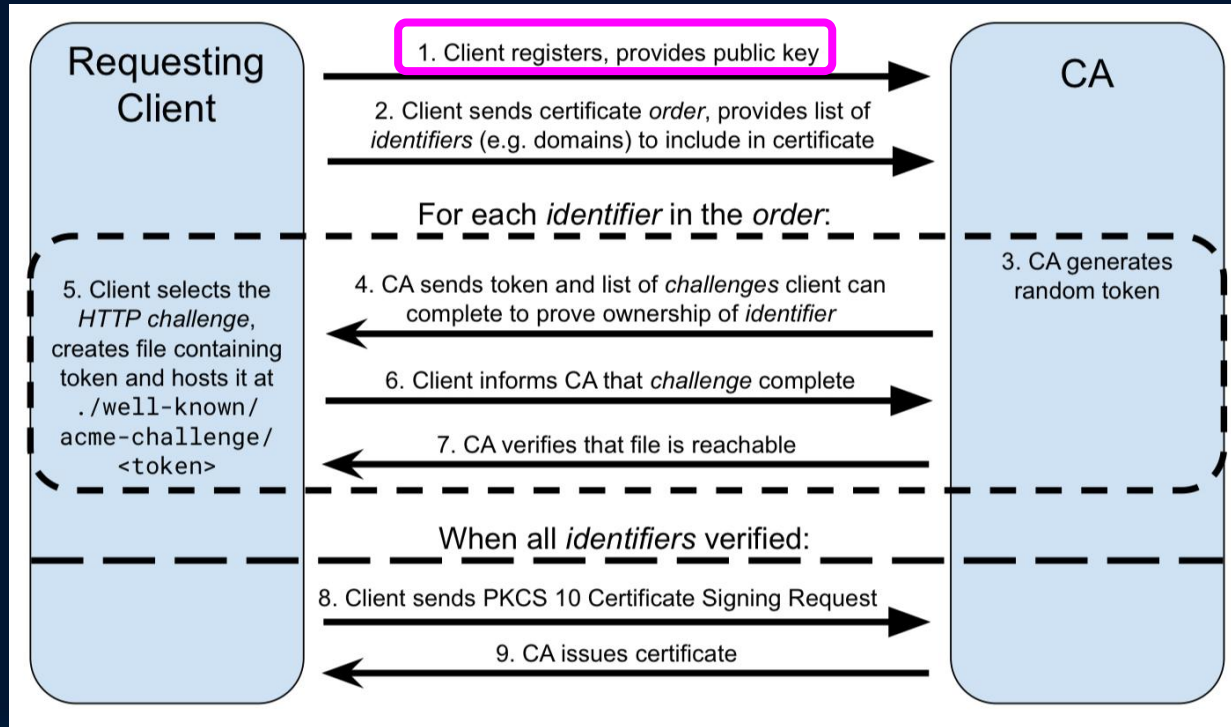 Requesting
Client
1. Client registers, provides public key
CA
2. Client sends certificate order, provides list of
identifiers (e.g. domains) to include in certificate
For each identifier in the order:
3. CA generates
random token
4. CA sends token and list of challenges client can
complete to prove ownership of identifier
5. Client selects the
HTTP challenge,
creates file containing
token and hosts it at
./well-known/
acme-challenge/
<token>
6. Client informs CA that challenge complete
7. CA verifies that file is reachable
When all identifiers verified:
8. Client sends PKCS 10 Certificate Signing Request
9. CA issues certificate